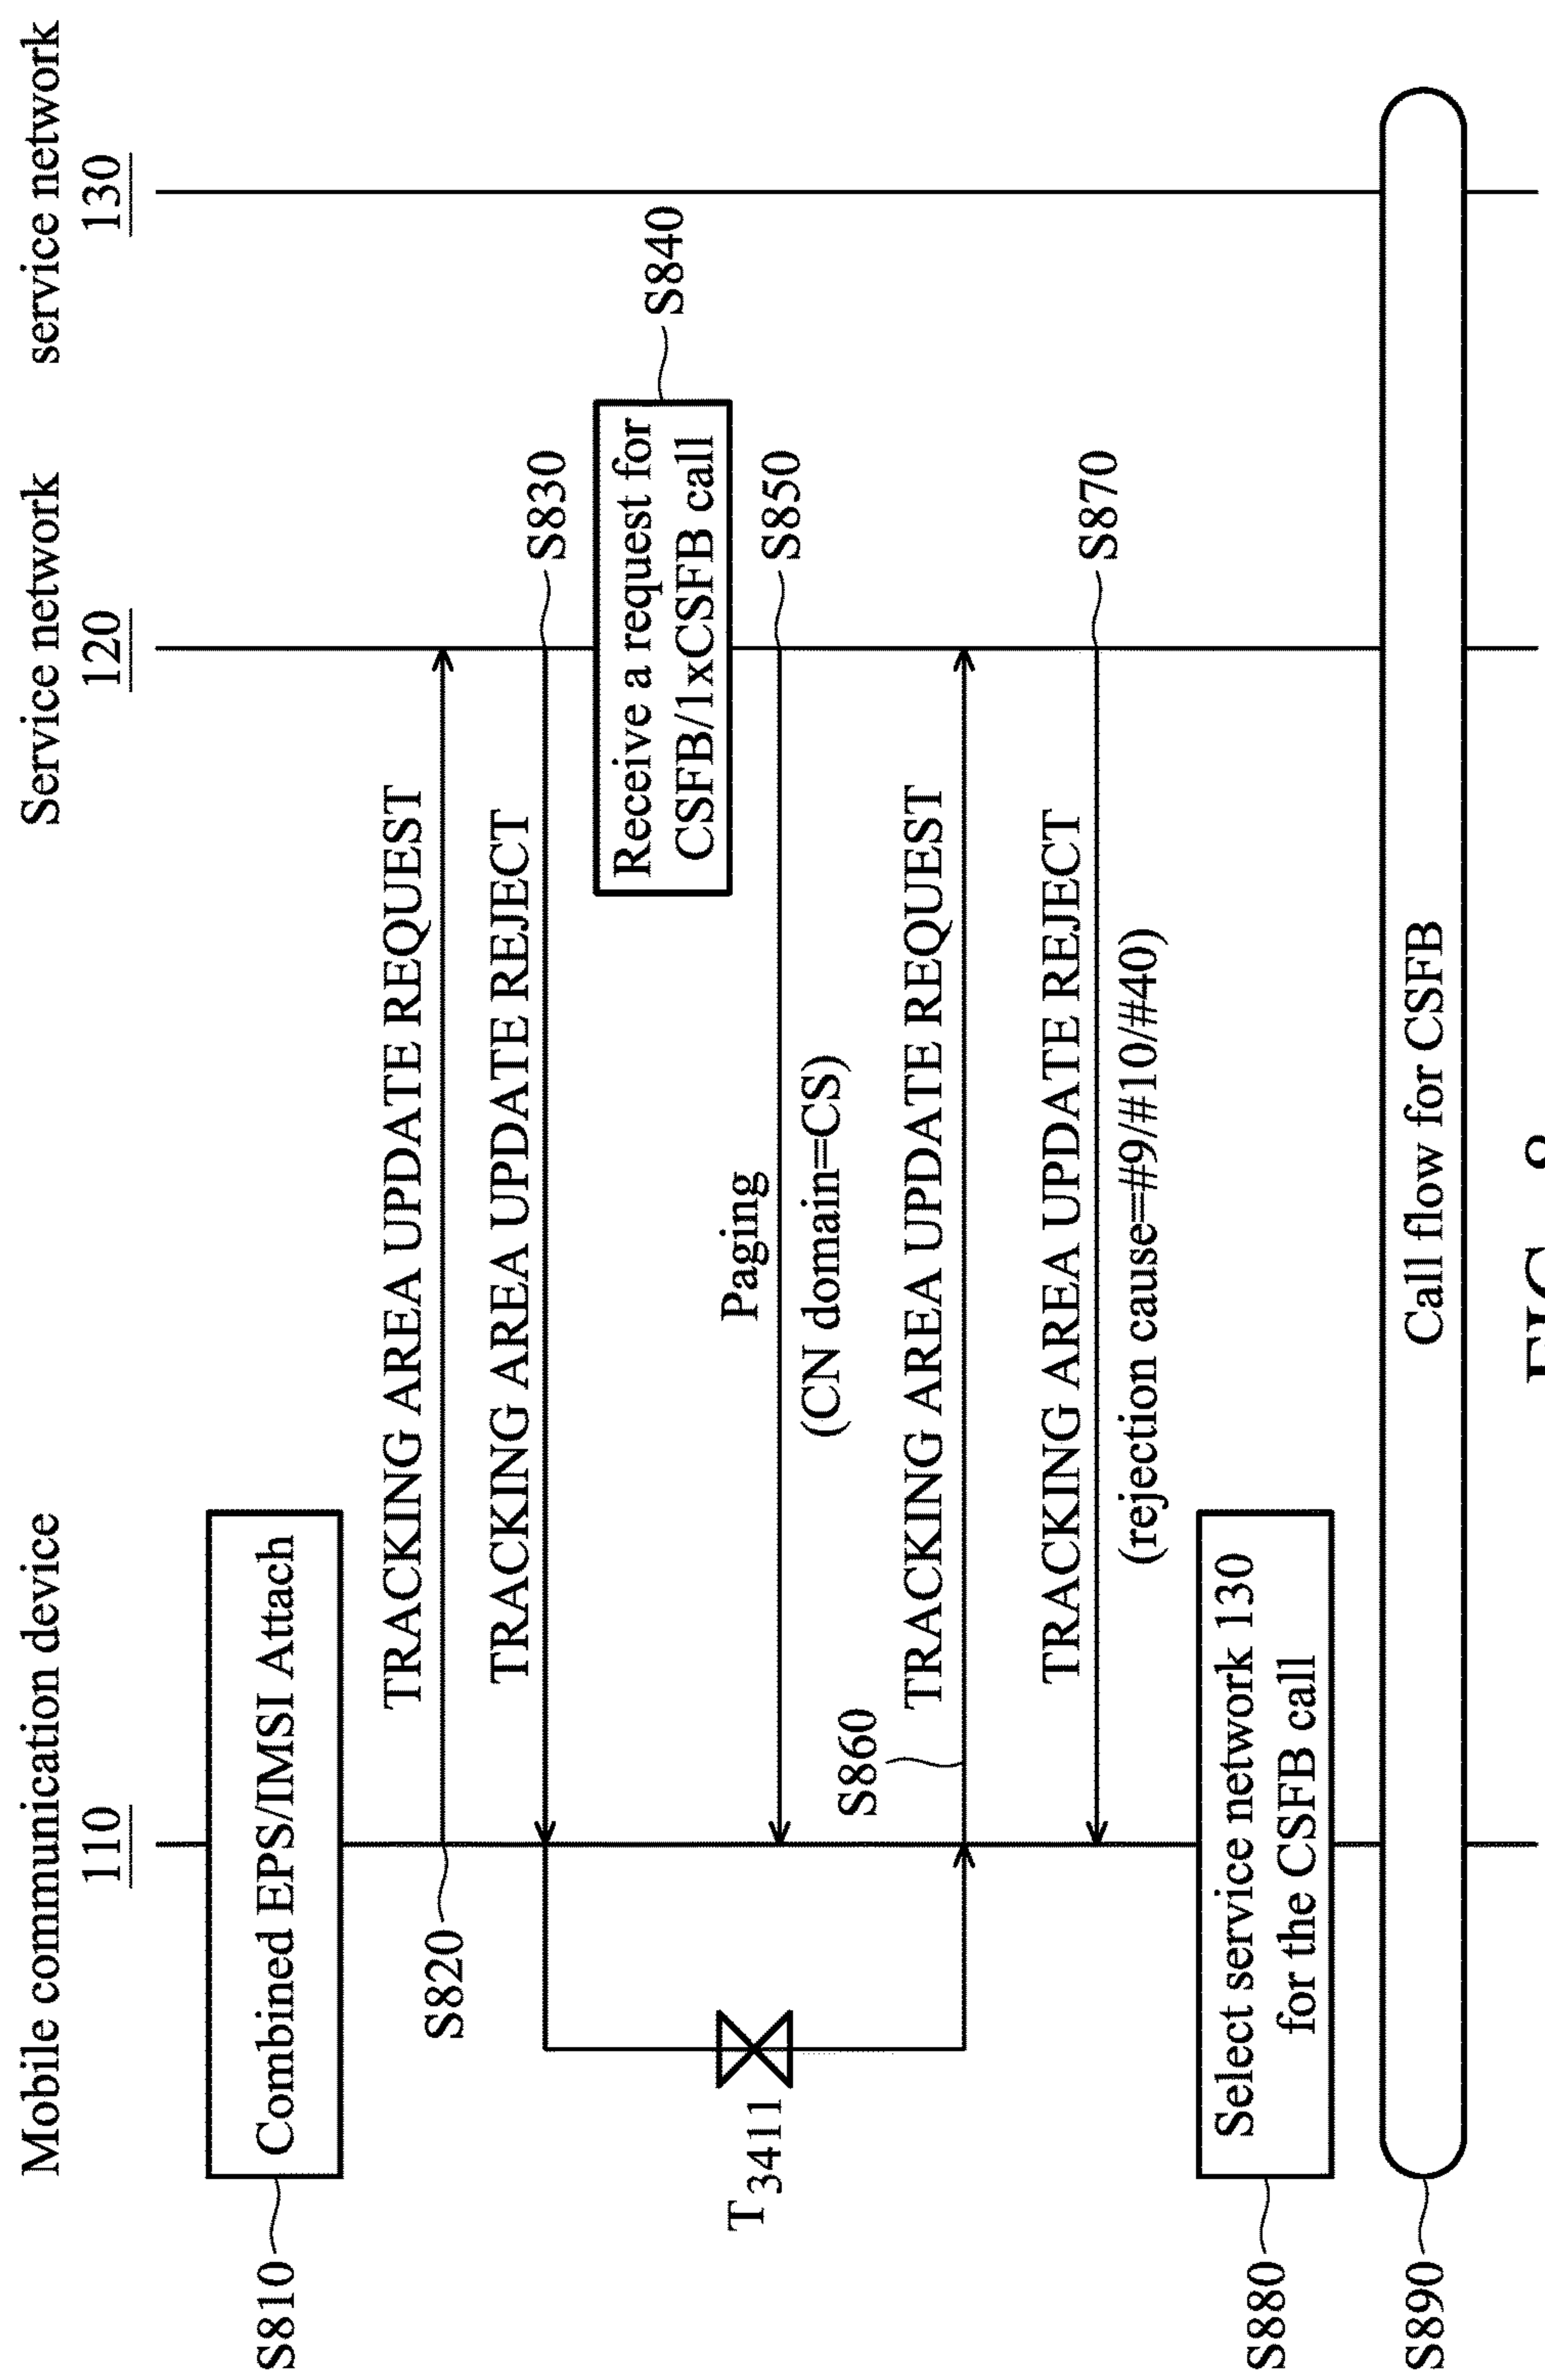 Mobile communication device
110
Service network
120
service network
130
S810
Combined EPS/IMSI Attach
TRACKING AREA UPDATE REQUEST
S820
TRACKING AREA UPDATE REJECT
S830
Receive a request for
CSFB/1xCSFB call
S840
T3411
Paging
S850
(CN domain=CS)
S860
TRACKING AREA UPDATE REQUEST
TRACKING AREA UPDATE REJECT
S870
(rejection cause=#9/#10/#40)
S880
Select service network 130
for the CSFB call
S890
Call flow for CSFB